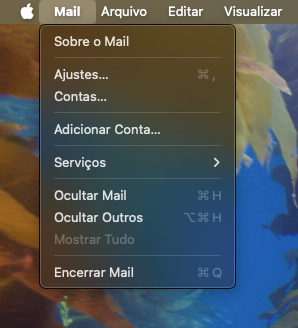 Mail Arquivo Editar Visualizar
Sobre o Mail
Ajustes... ⌘ ,
Contas...
Adicionar Conta...
Serviços
Ocultar Mail ⌘ H
Ocultar Outros ⌥ ⌘ H
Mostrar Tudo
Encerrar Mail ⌘ Q